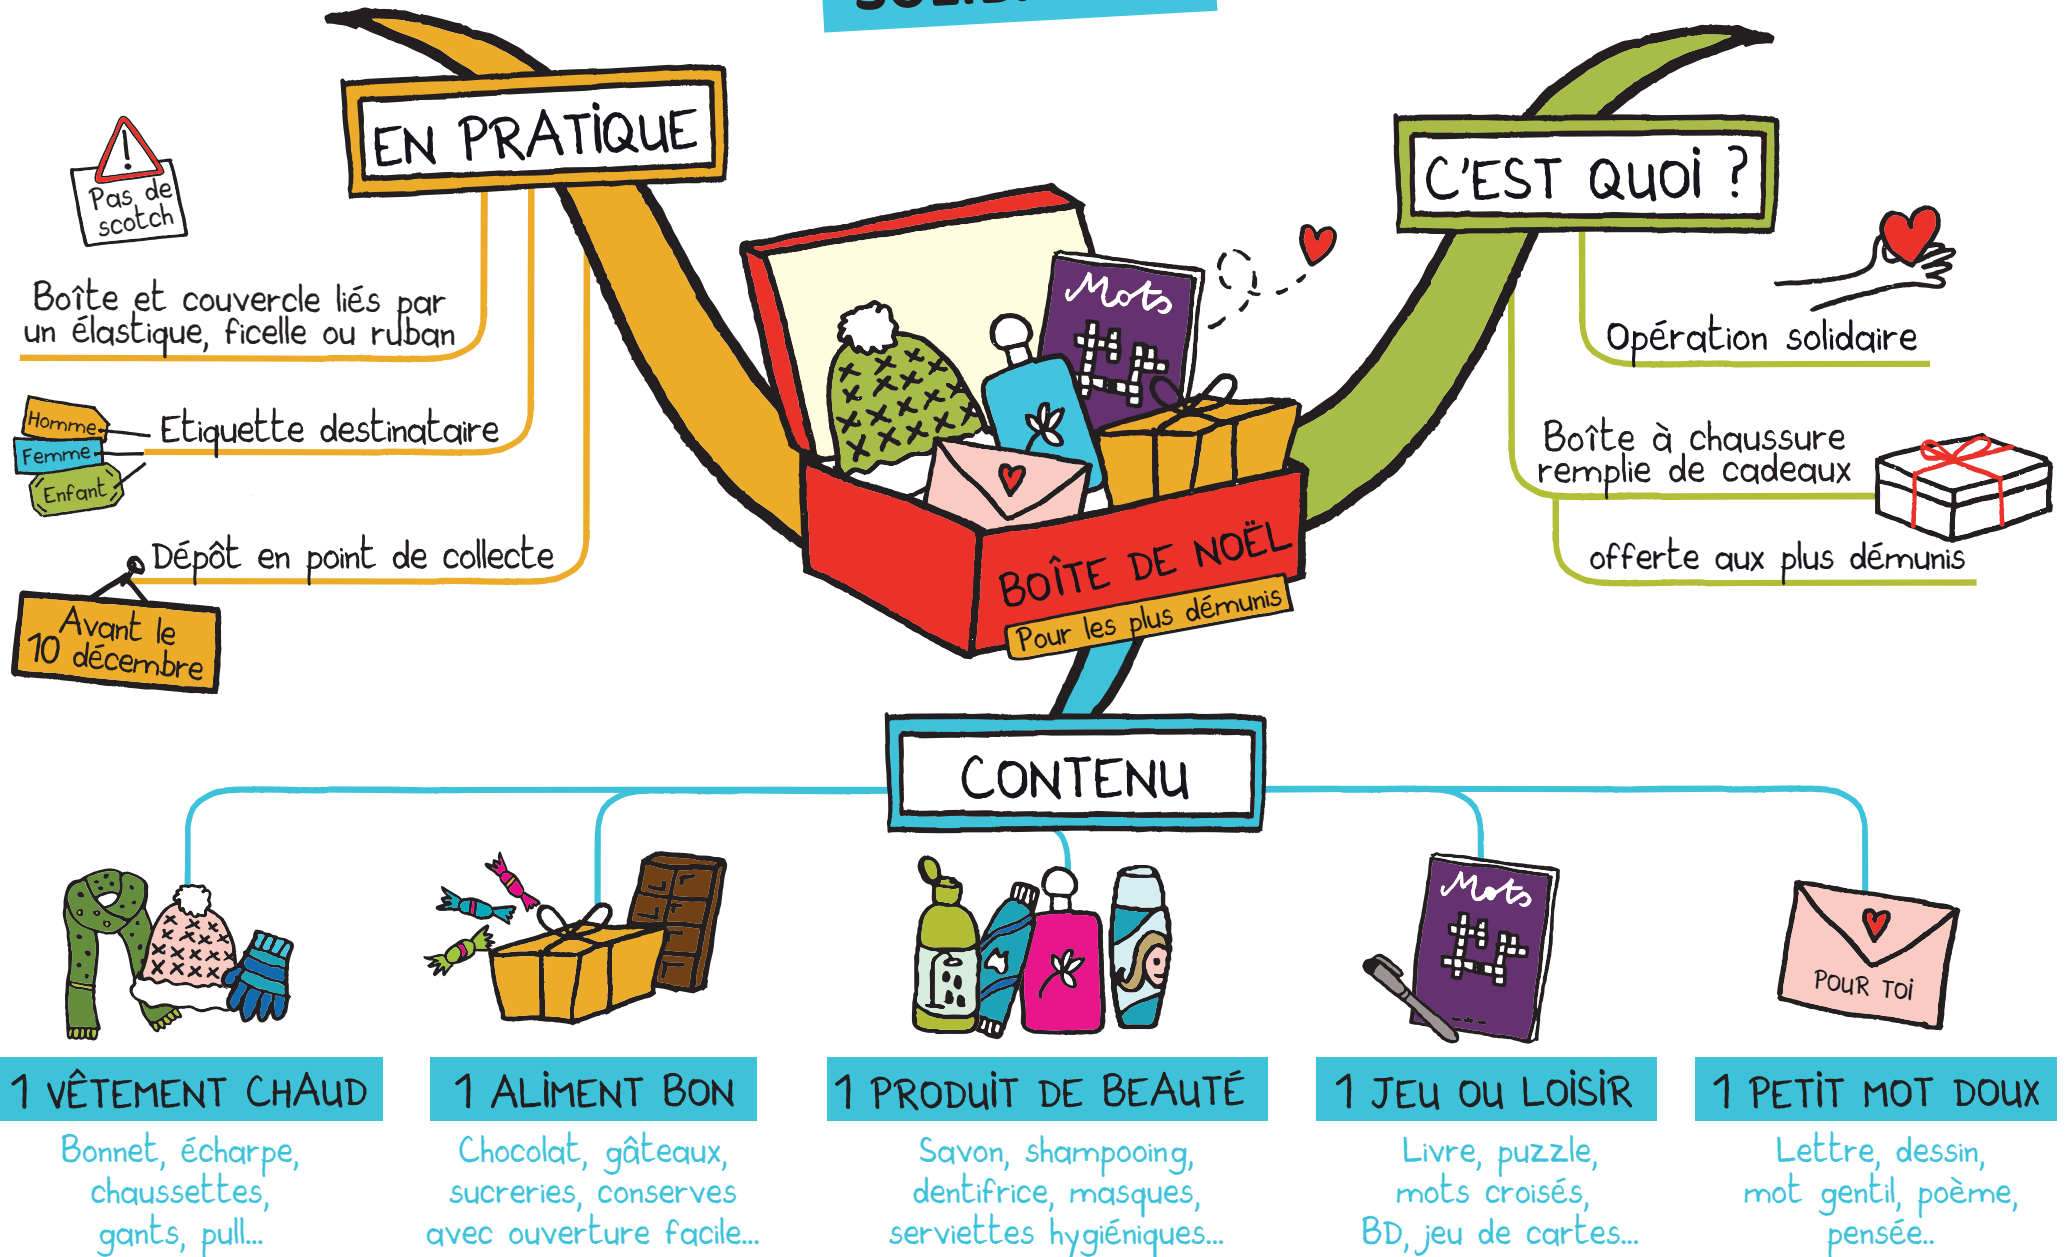 EN PRATIQUE
Pas de
scotch
Boîte et couvercle liés par
un élastique, ficelle ou ruban
Homme
Femme
Enfant
Etiquette destinataire
Dépôt en point de collecte
Avant le
10 décembre
C'EST QUOI ?
Opération solidaire
Boîte à chaussure
remplie de cadeaux
offerte aux plus démunis
Mots
BOÎTE DE NOËL
Pour les plus démunis
CONTENU
Mots
POUR TOI
1 VÊTEMENT CHAUD
Bonnet, écharpe,
chaussettes,
gants, pull...
1 ALIMENT BON
Chocolat, gâteaux,
sucreries, conserves
avec ouverture facile...
1 PRODUIT DE BEAUTÉ
Savon, shampooing,
dentifrice, masques,
serviettes hygiéniques...
1 JEU OU LOISIR
Livre, puzzle,
mots croisés,
BD, jeu de cartes...
1 PETIT MOT DOUX
Lettre, dessin,
mot gentil, poème,
pensée..